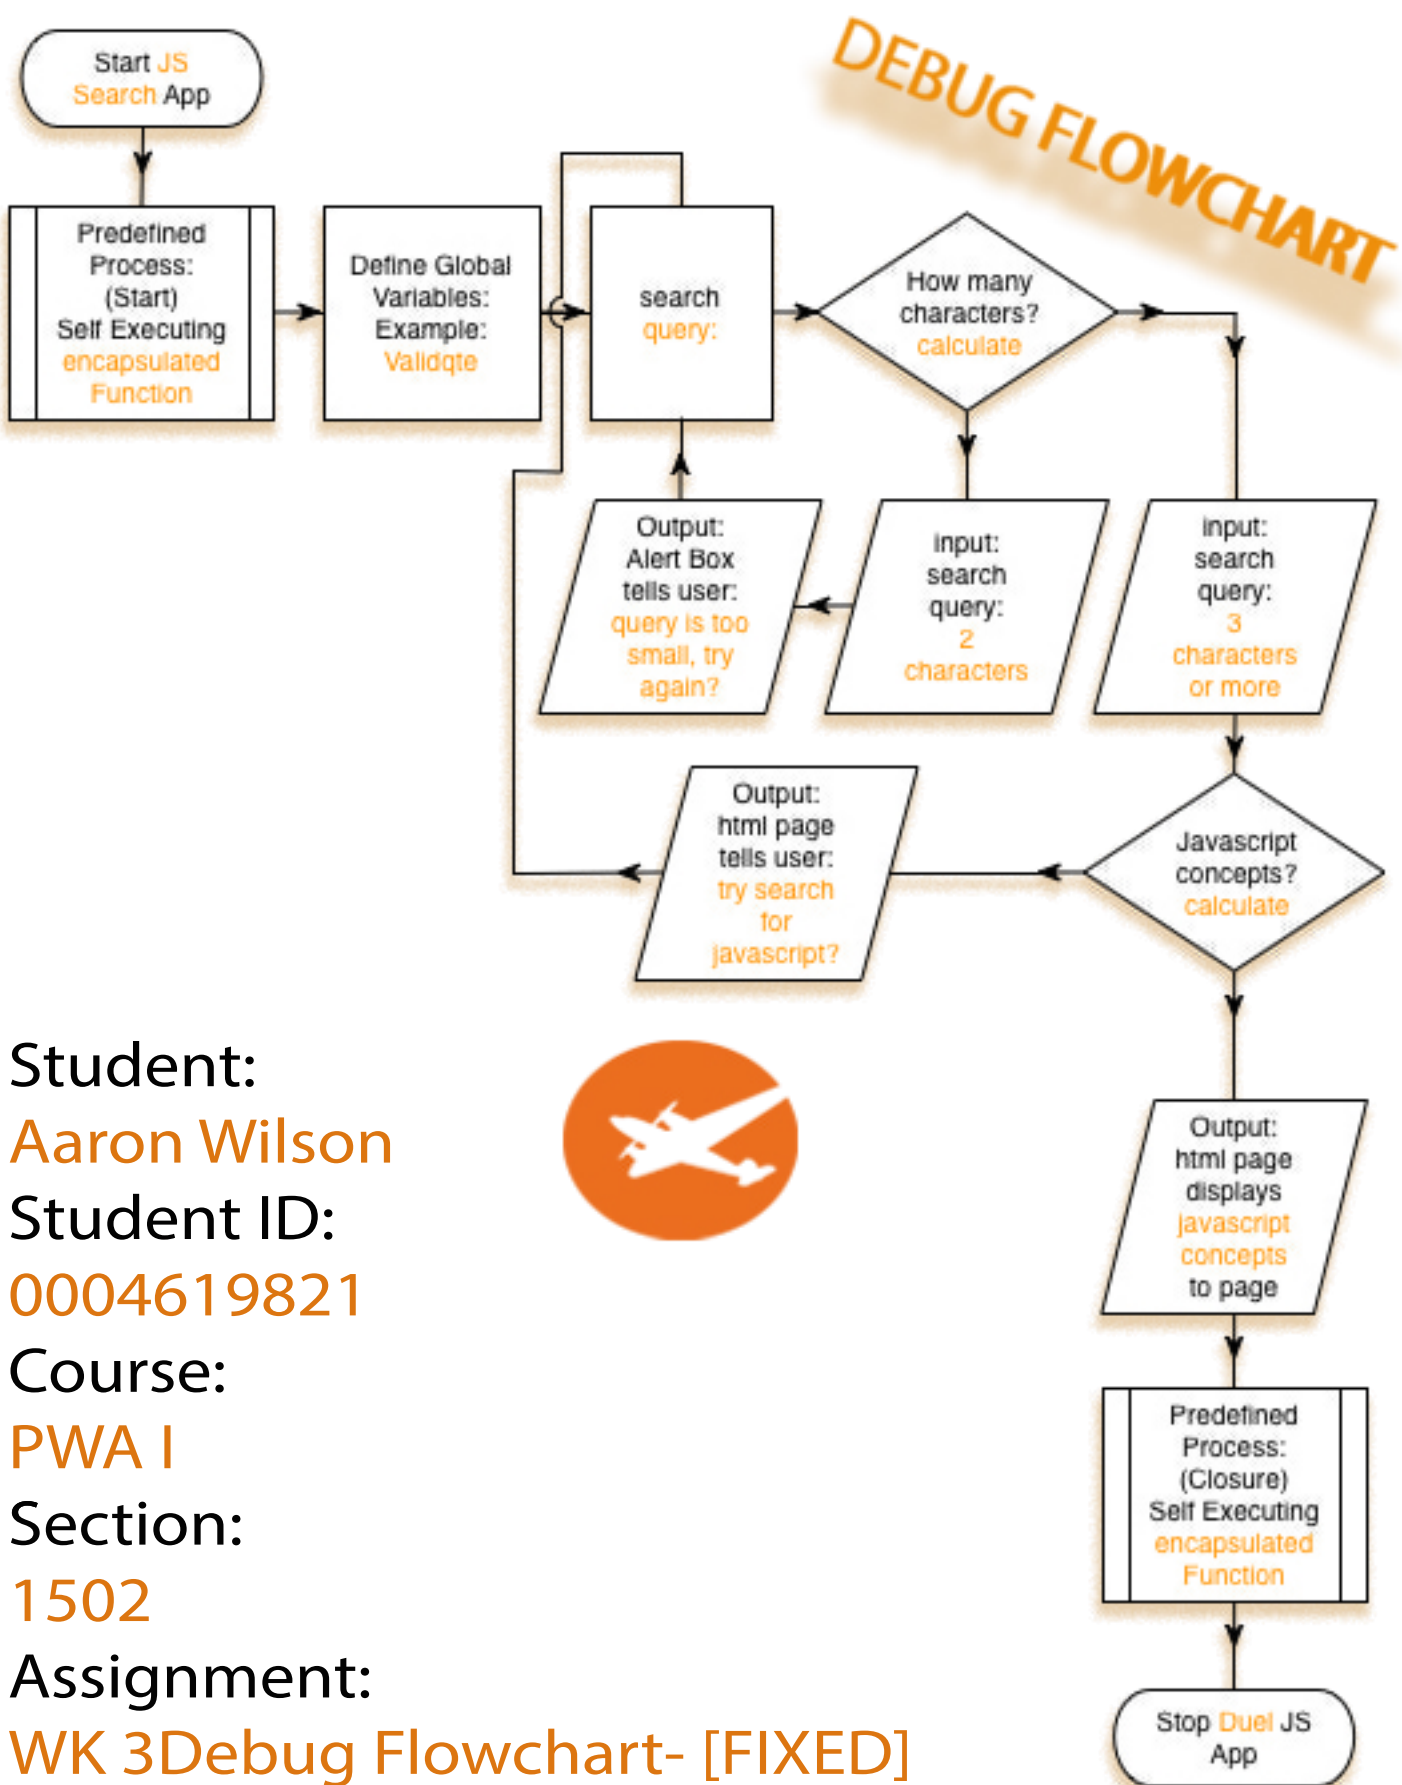 DEBUG FLOWCHART
Start JS
Search App
Predefined
Process:
(Start)
Self Executing
encapsulated
Function
Define Global
Variables:
Example:
Validqte
search
query:
How many
characters?
calculate
Output:
Alert Box
tells user:
query is too
small, try
again?
input:
search
query:
2
characters
input:
search
query:
3
characters
or more
Output:
html page
tells user:
try search
for
javascript?
Javascript
concepts?
calculate
Output:
html page
displays
javascript
concepts
to page
Predefined
Process:
(Closure)
Self Executing
encapsulated
Function
Stop Duel JS
App
Student:
Aaron Wilson
Student ID:
0004619821
Course:
PWA I
Section:
1502
Assignment:
WK 3Debug Flowchart- [FIXED]